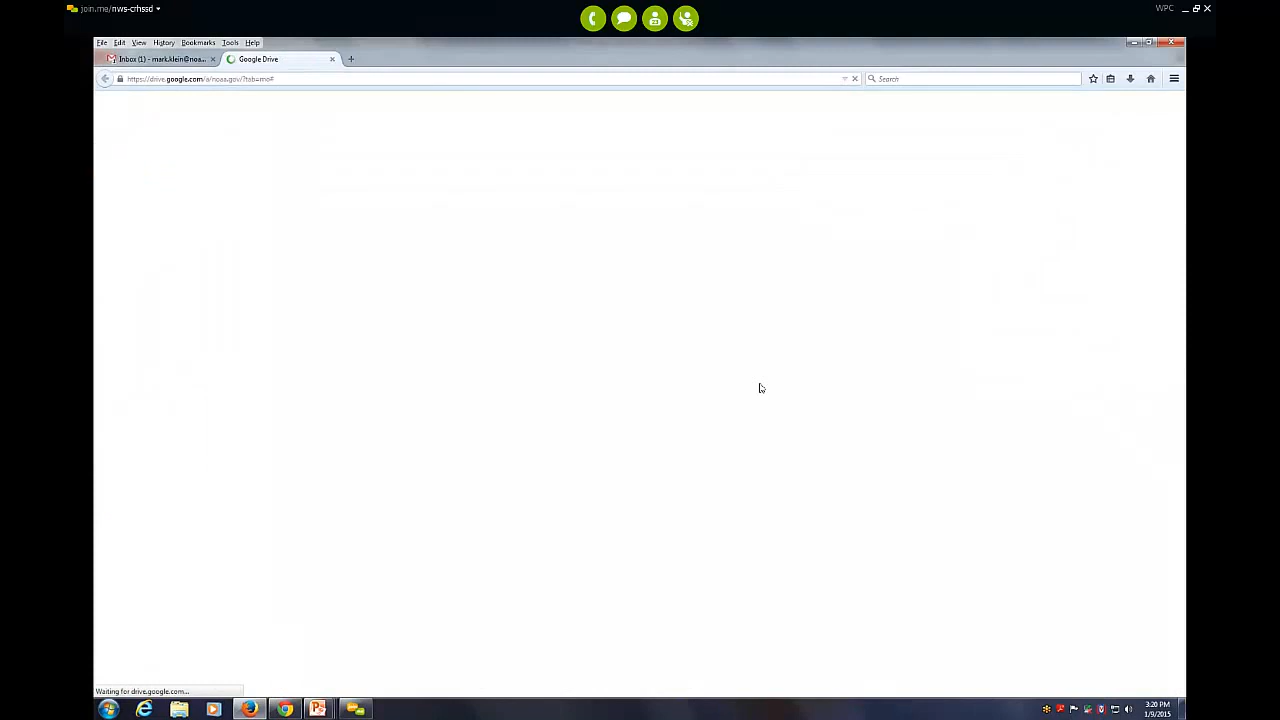 join.me/nws-crhssd
WPC
23
File Edit View History Bookmarks Tools Help
Inbox (1) - mark.klein@noa...
Google Drive
https://drive.google.com/a/noaa.gov/?tab=mo#
Search
Waiting for drive.google.com...
3:20 PM
1/9/2015